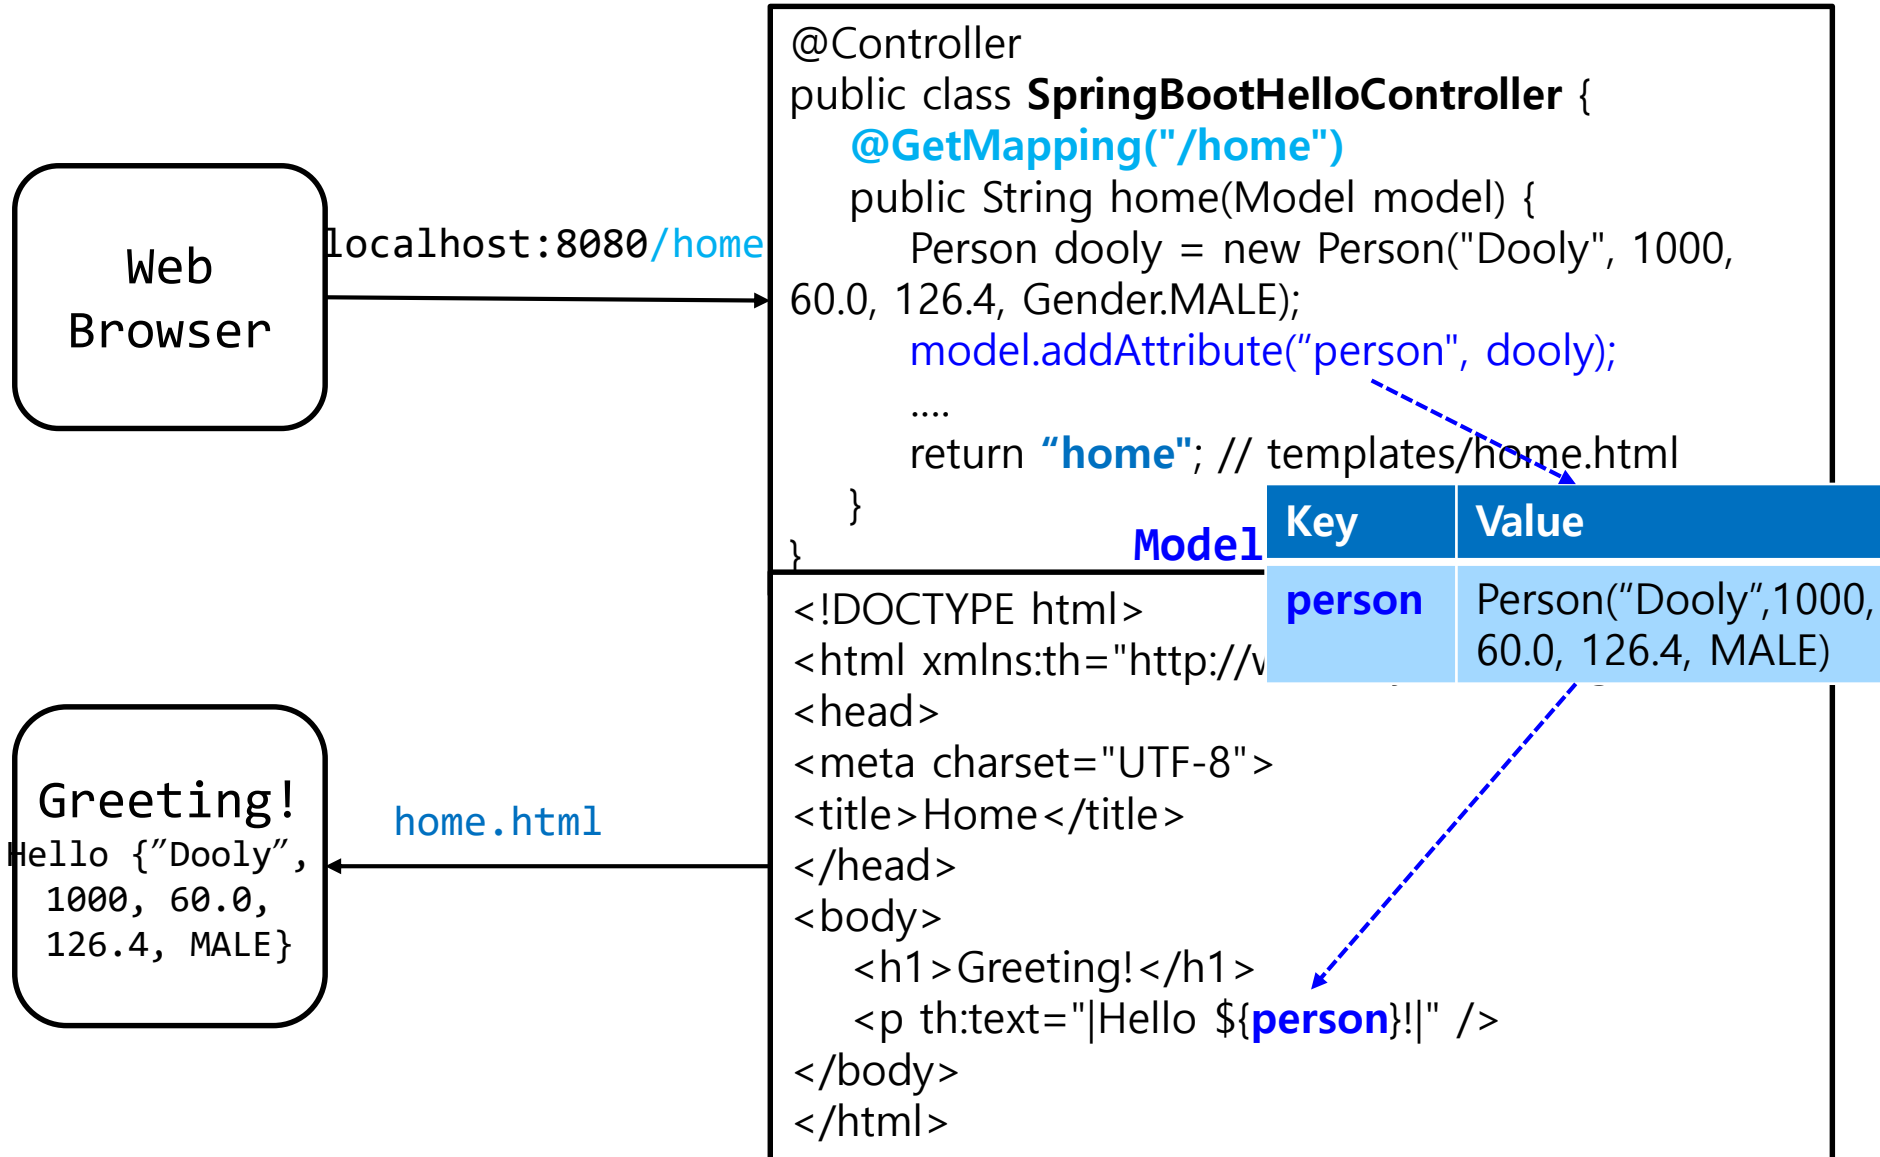 @Controller
public class SpringBootHelloController {
@GetMapping("/home")
public String home(Model model) {
Person dooly = new Person("Dooly", 1000,
60.0, 126.4, Gender.MALE);
model.addAttribute(“person", dooly);
....
return “home"; // templates/home.html
}
}
Web
Browser
localhost:8080/home
Model
Key Value
person Person(“Dooly”,1000,
60.0, 126.4, MALE)
<!DOCTYPE html>
<html xmlns:th="http://
<head>
<meta charset="UTF-8">
<title>Home</title>
</head>
<body>
<h1>Greeting!</h1>
<p th:text="|Hello ${person}!|" />
</body>
</html>
home.html
Greeting!
Hello {”Dooly”,
1000, 60.0,
126.4, MALE}